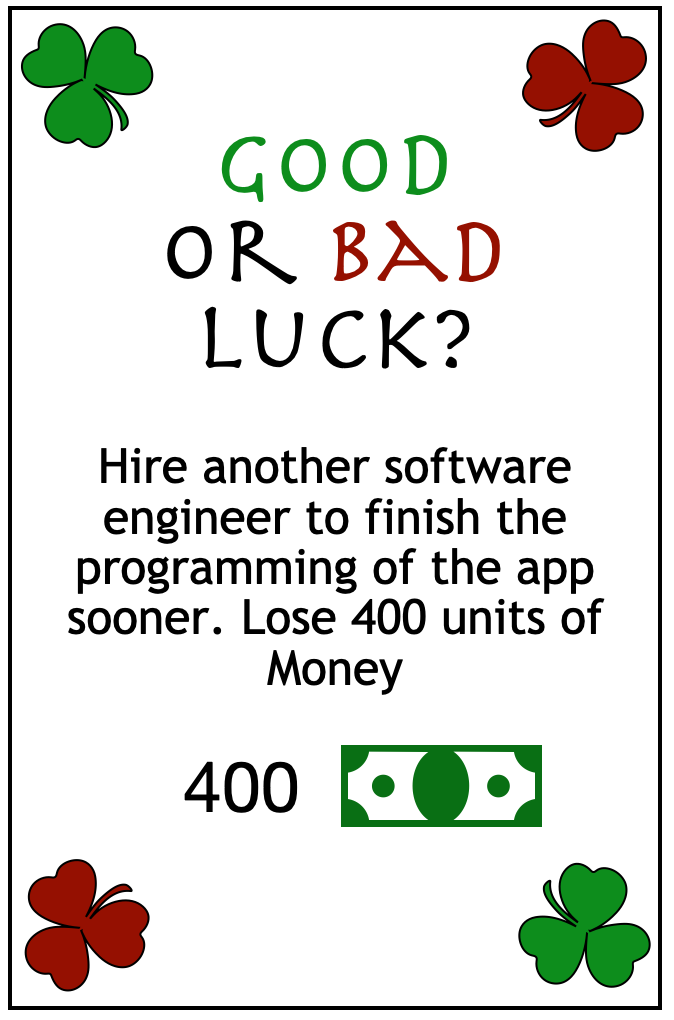 GOOD
OR BAD
LUCK?
Hire another software
engineer to finish the
programming of the app
sooner. Lose 400 units of
Money
400